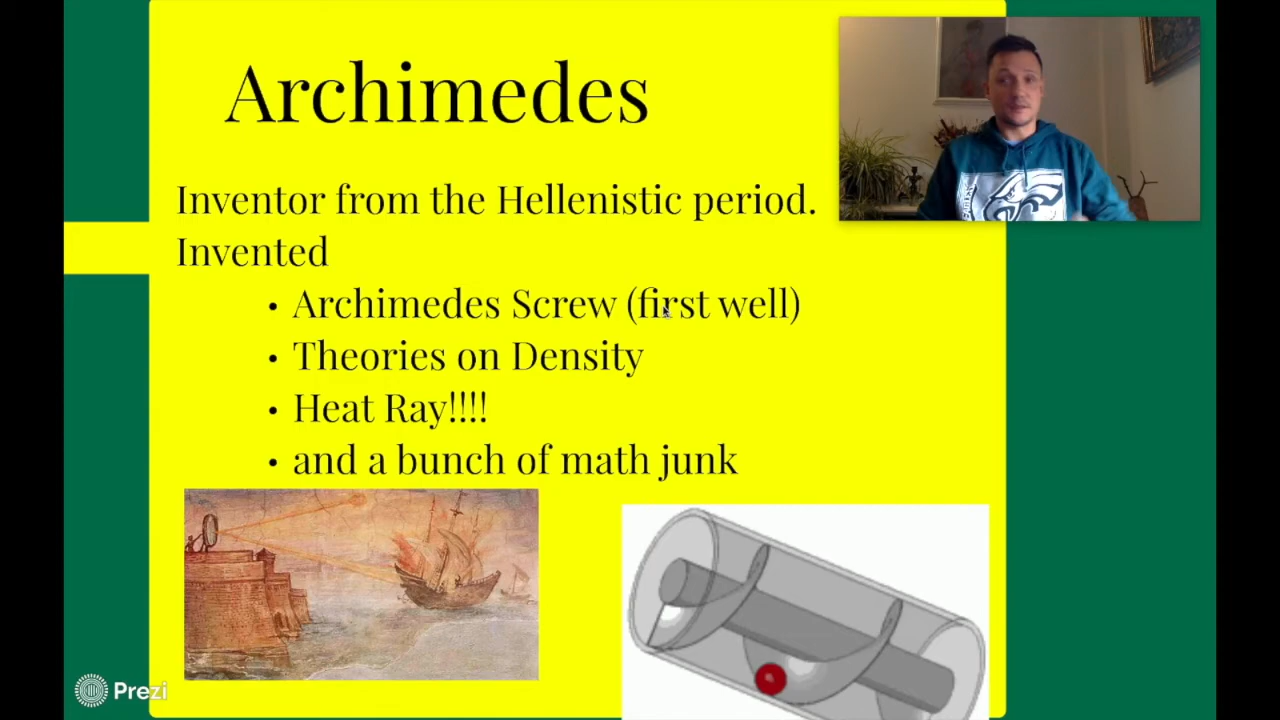 Archimedes
Inventor from the Hellenistic period.
Invented
• Archimedes Screw (first well)
• Theories on Density
• Heat Ray!!!!
• and a bunch of math junk
Prezi